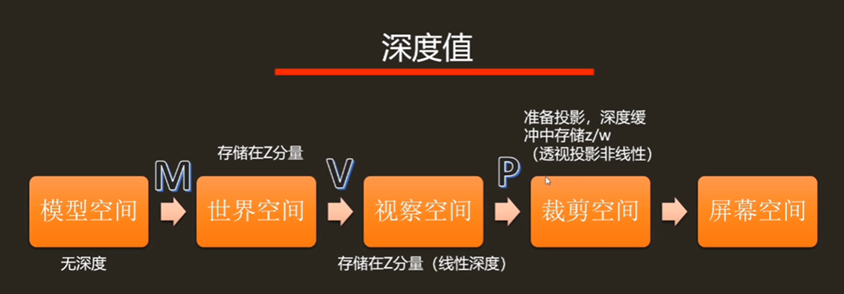 深度值
准备投影，深度缓
冲中存储z/w
（透视投影非线性）
存储在Z分量
M
V
P
模型空间
世界空间
视察空间
裁剪空间
屏幕空间
无深度
存储在Z分量（线性深度）